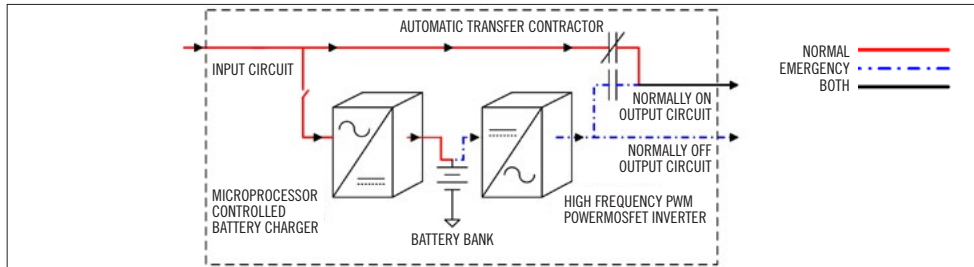 AUTOMATIC TRANSFER CONTRACTOR
INPUT CIRCUIT
NORMALLY ON
OUTPUT CIRCUIT
NORMALLY OFF
OUTPUT CIRCUIT
MICROPROCESSOR
CONTROLLED
BATTERY CHARGER
BATTERY BANK
HIGH FREQUENCY PWM
POWERMOSFET INVERTER
NORMAL
EMERGENCY
BOTH